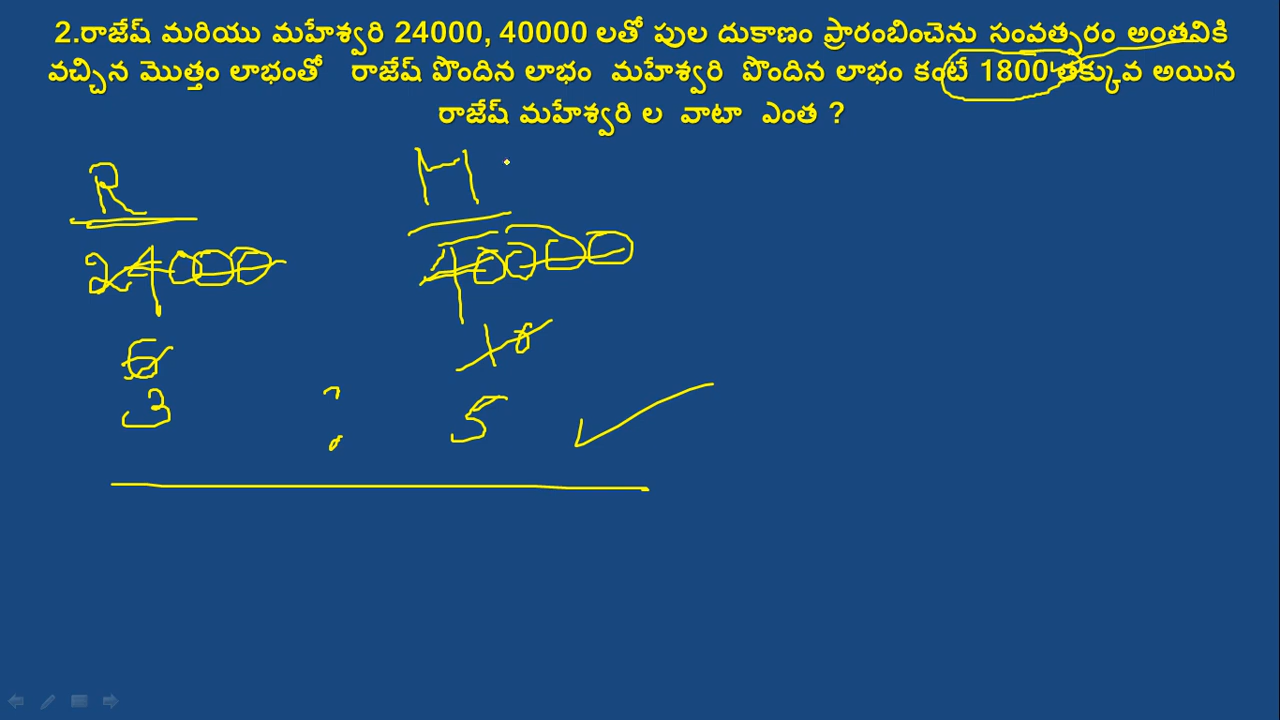 2.రాజేష్ మరియు మహేశ్వరి 24000, 40000 లతో పుల దుకాణం ప్రారంబించెను సంవత్సరం అంతవికి
వచ్చిన మొత్తం లాభంతో రాజేష్ పొందిన లాభం మహేశ్వరి పొందిన లాభం కంటే 1800 తక్కువ అయిన
రాజేష్ మహేశ్వరి ల వాటా ఎంత ?
R H
24000 40000
6 10
3 : 5